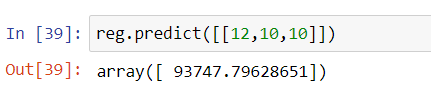 In [39]: reg.predict([[12,10,10]])
Out[39]: array([ 93747.79628651])